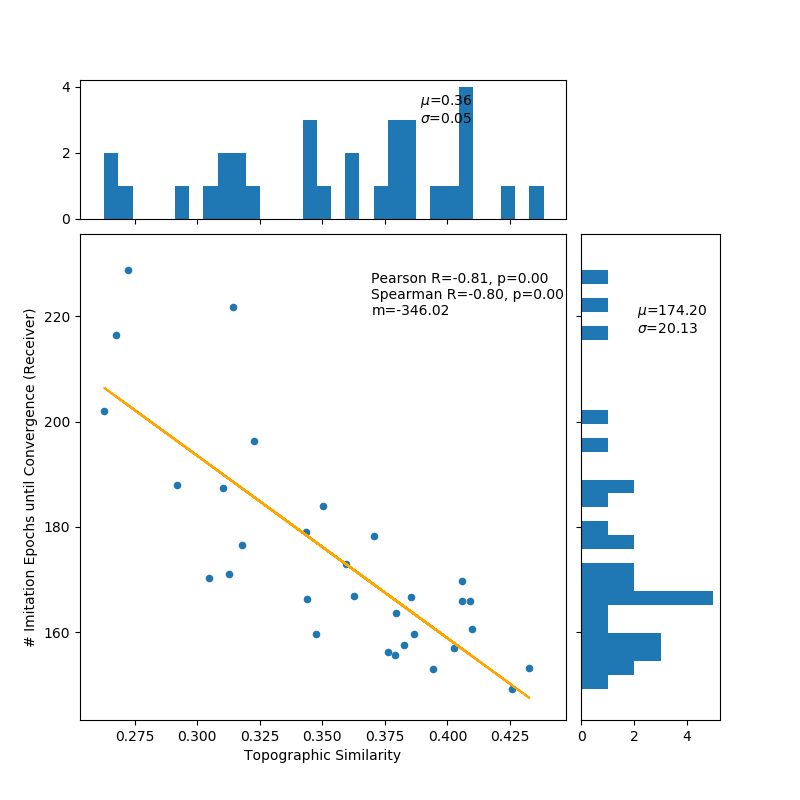 4
2
0
μ=0.36
σ=0.05
# Imitation Epochs until Convergence (Receiver)
220
200
180
160
Pearson R=-0.81, p=0.00
Spearman R=-0.80, p=0.00
m=-346.02
0.275 0.300 0.325 0.350 0.375 0.400 0.425
Topographic Similarity
μ=174.20
σ=20.13
0 2 4